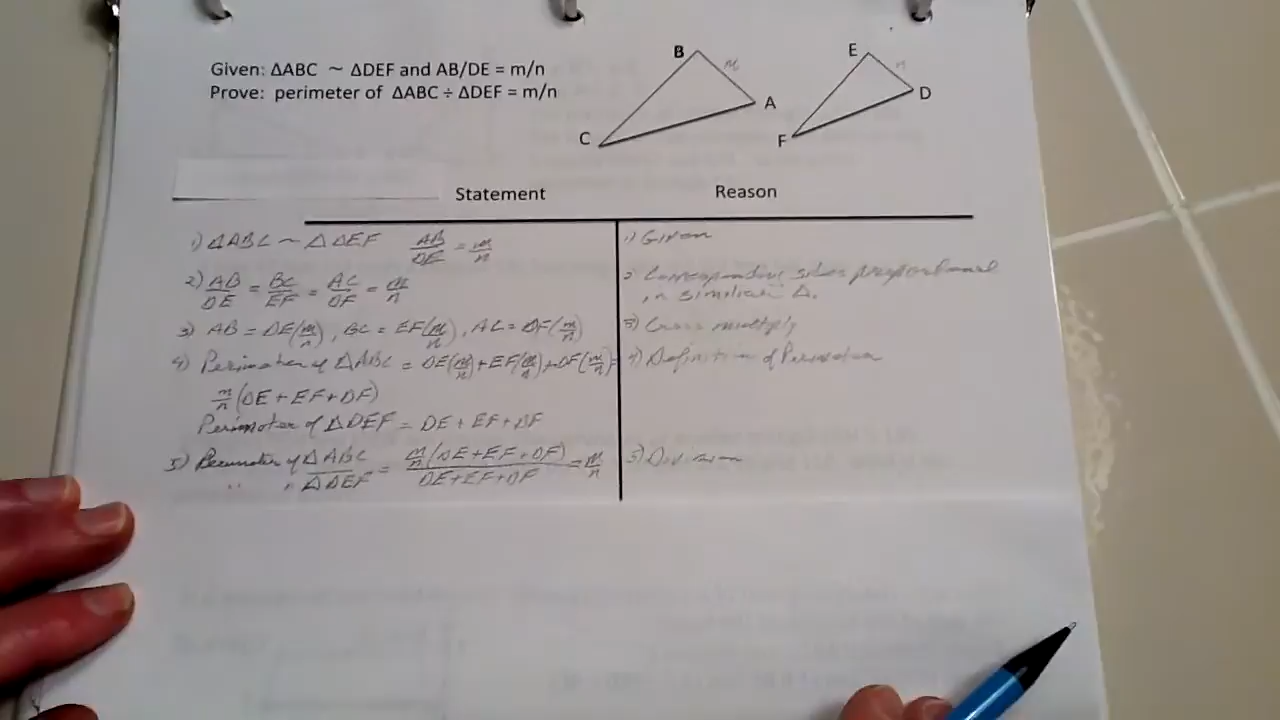 Given: ΔABC ~ ΔDEF and AB/DE = m/n
Prove: perimeter of ΔABC ÷ ΔDEF = m/n
B m A C
E n D F
Statement Reason
1) ΔABC ~ ΔDEF AB/DE = m/n 1) Given
2) AB/DE = BC/EF = AC/DF = m/n 2) Corresponding sides proportional
in similar Δ.
3) AB = DE(m/n), BC = EF(m/n), AC = DF(m/n) 3) Cross multiply
4) Perimeter of ΔABC = DE(m/n) + EF(m/n) + DF(m/n) = 4) Definition of Perimeter
m/n (DE + EF + DF)
Perimeter of ΔDEF = DE + EF + DF
5) Perimeter of ΔABC / " " ΔDEF = m/n (DE + EF + DF) / DE + EF + DF = m/n 5) Division